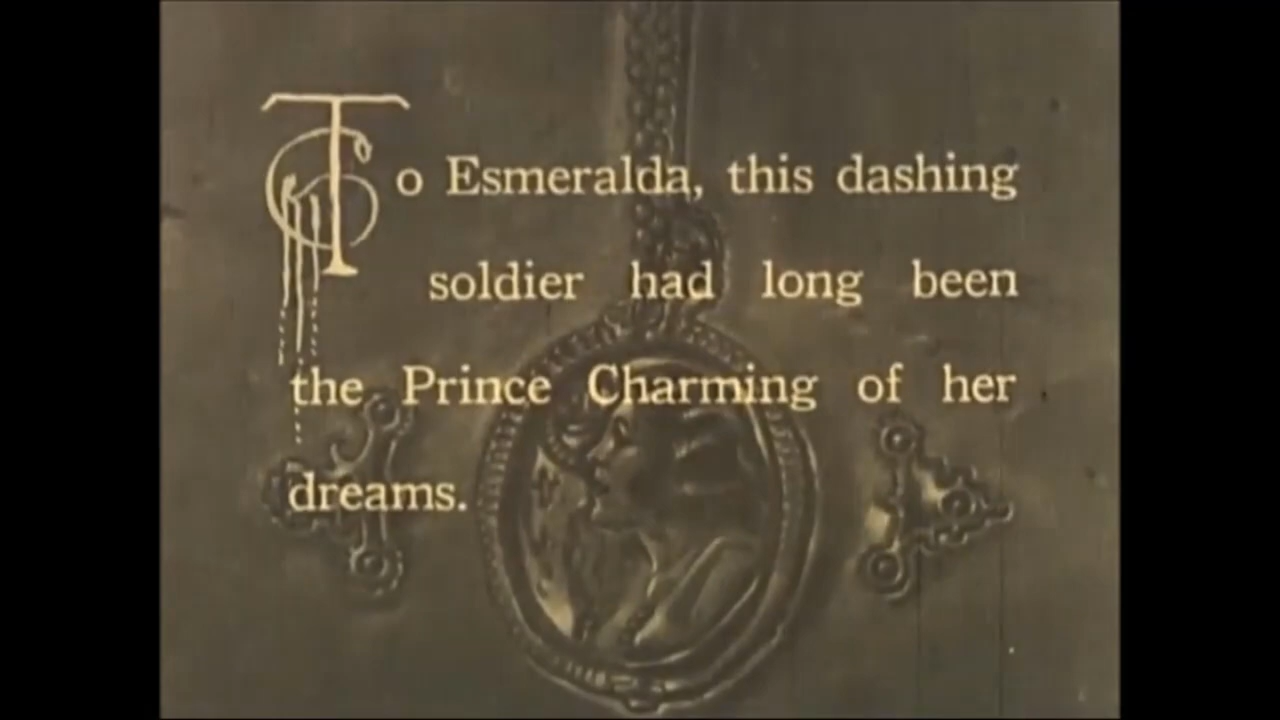 To Esmeralda, this dashing
soldier had long been
the Prince Charming of her
dreams.